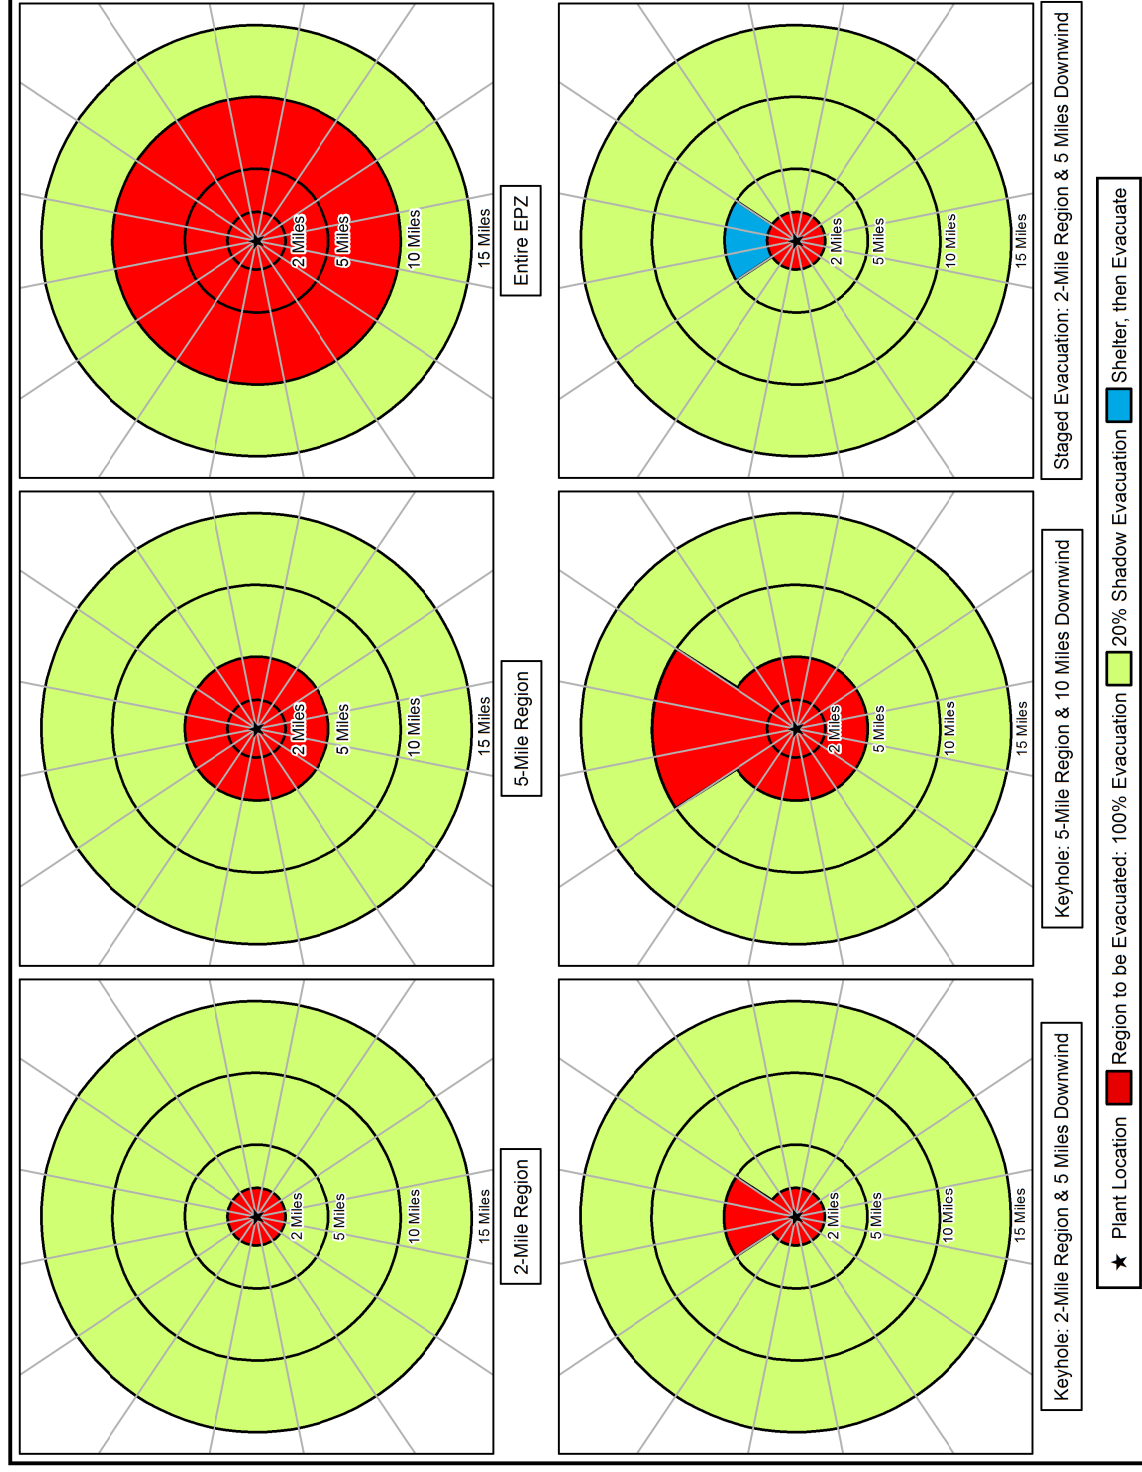 2 Miles
5 Miles
10 Miles
15 Miles
2-Mile Region
2 Miles
5 Miles
10 Miles
15 Miles
5-Mile Region
2 Miles
5 Miles
10 Miles
15 Miles
Entire EPZ
2 Miles
5 Miles
10 Miles
15 Miles
Keyhole: 2-Mile Region & 5 Miles Downwind
2 Miles
5 Miles
10 Miles
15 Miles
Keyhole: 5-Mile Region & 10 Miles Downwind
2 Miles
5 Miles
10 Miles
15 Miles
Staged Evacuation: 2-Mile Region & 5 Miles Downwind
Plant Location Region to be Evacuated: 100% Evacuation 20% Shadow Evacuation Shelter, then Evacuate